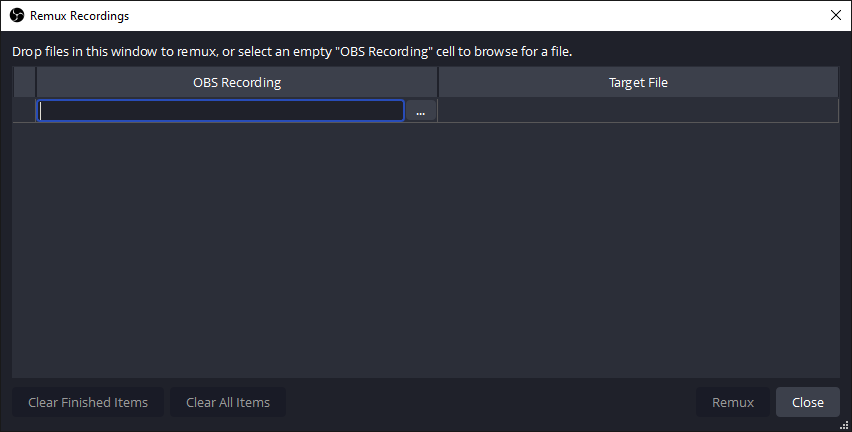 Remux Recordings
Drop files in this window to remux, or select an empty "OBS Recording" cell to browse for a file.
OBS Recording
Target File
...
Clear Finished Items
Clear All Items
Remux
Close